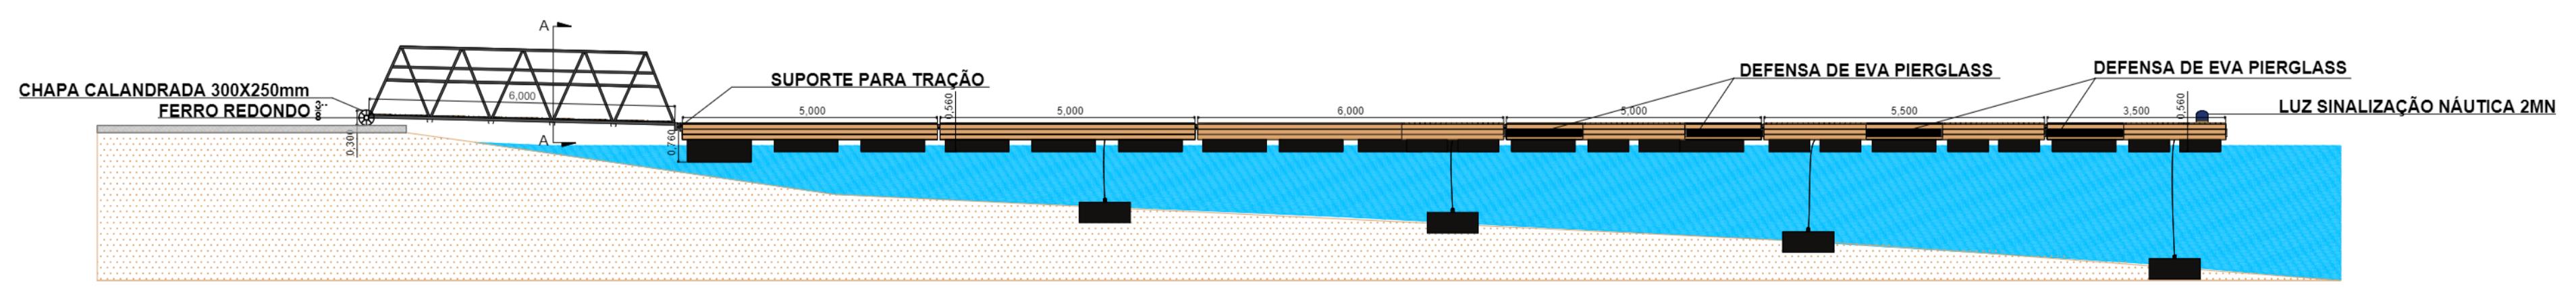 A
CHAPA CALANDRADA 300X250mm
FERRO REDONDO 3/8"
6,000
0,300
A
SUPORTE PARA TRAÇÃO
0,760
5,000
0,560
5,000
6,000
5,000
DEFENSA DE EVA PIERGLASS
5,500
DEFENSA DE EVA PIERGLASS
3,500
0,560
LUZ SINALIZAÇÃO NÁUTICA 2MN